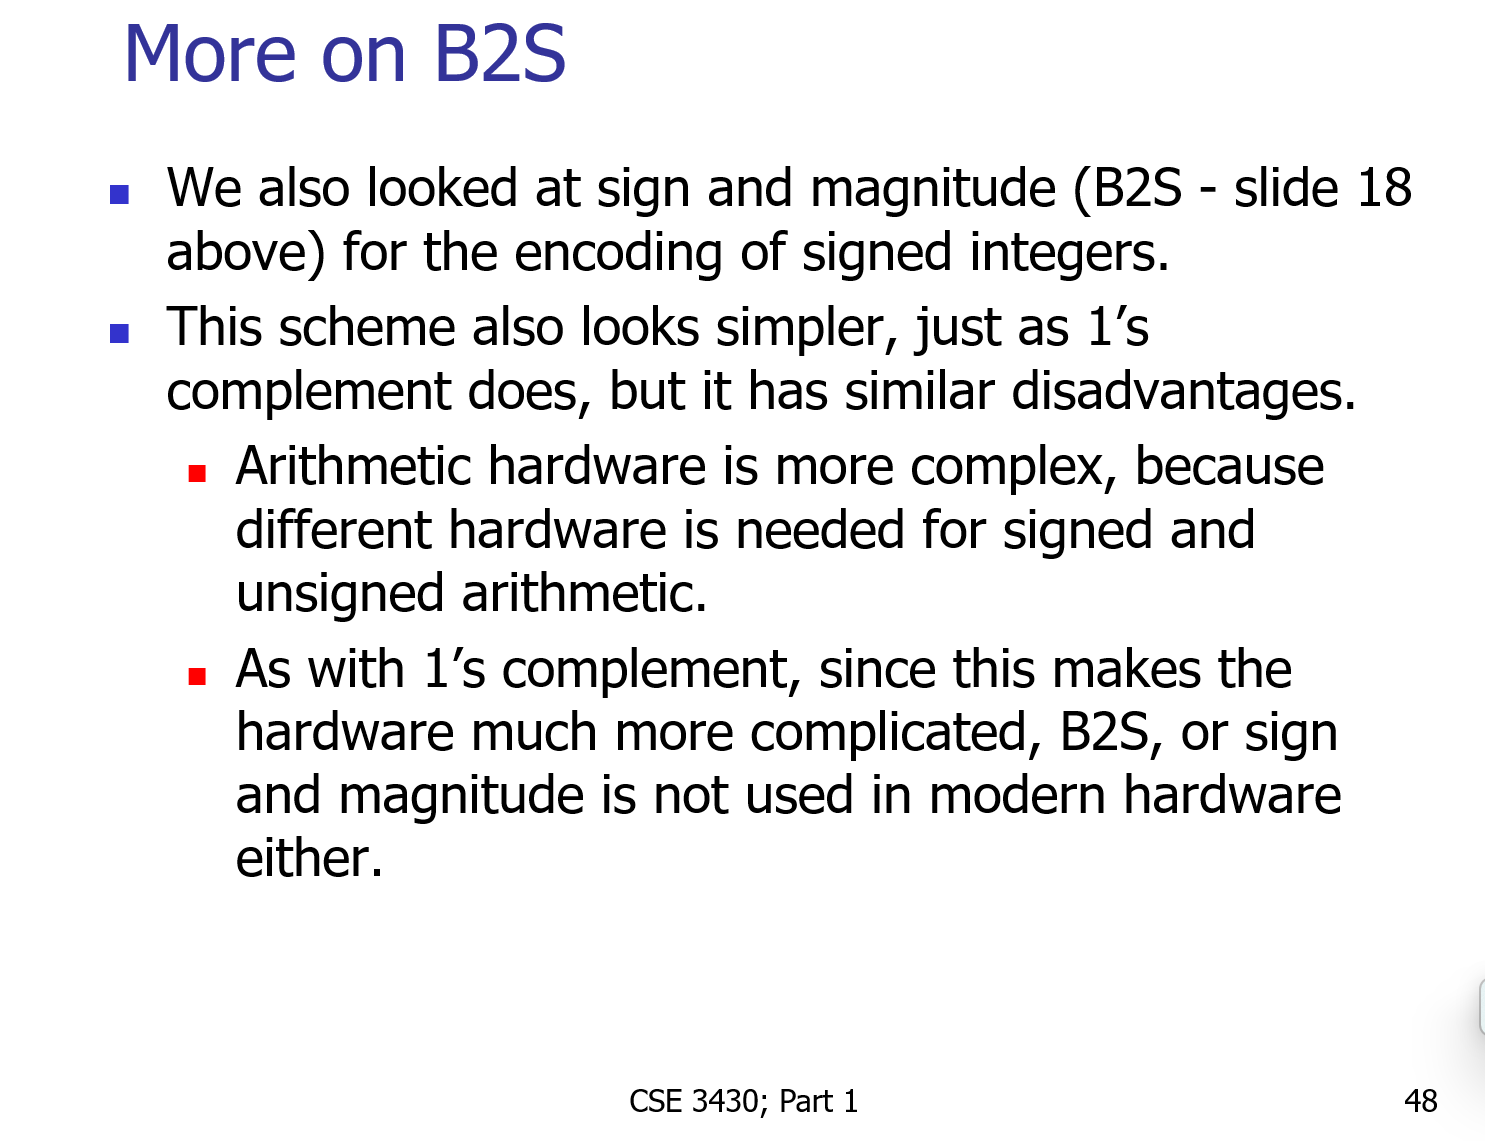 More on B2S
We also looked at sign and magnitude (B2S - slide 18
above) for the encoding of signed integers.
This scheme also looks simpler, just as 1’s
complement does, but it has similar disadvantages.
Arithmetic hardware is more complex, because
different hardware is needed for signed and
unsigned arithmetic.
As with 1’s complement, since this makes the
hardware much more complicated, B2S, or sign
and magnitude is not used in modern hardware
either.
CSE 3430; Part 1
48